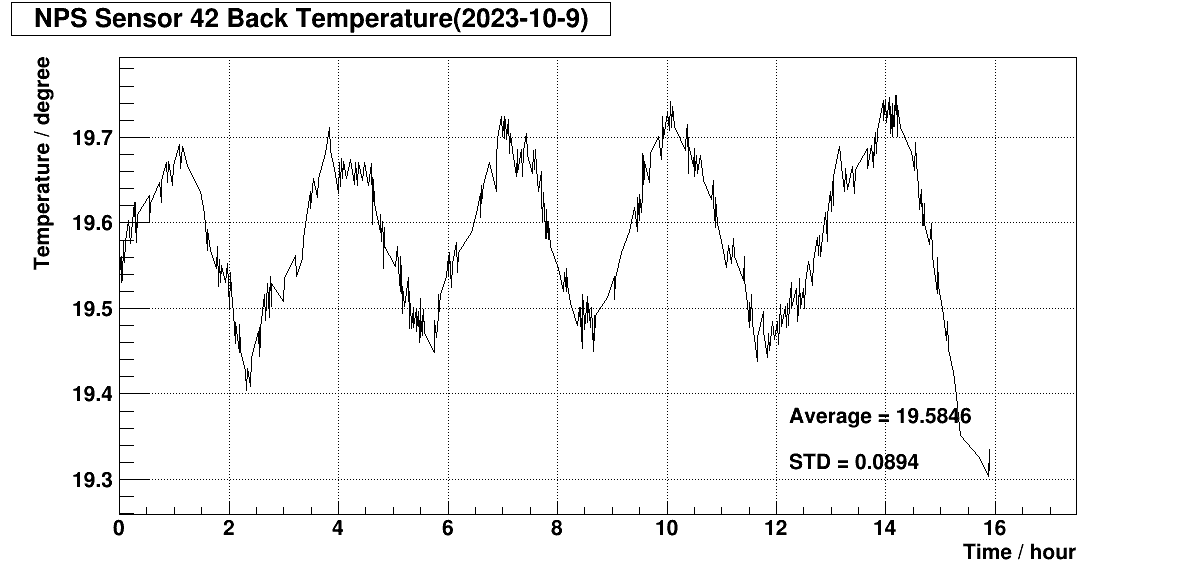 NPS Sensor 42 Back Temperature(2023-10-9)
Temperature / degree
19.7
19.6
19.5
19.4
19.3
Average = 19.5846
STD = 0.0894
0 2 4 6 8 10 12 14 16
Time / hour